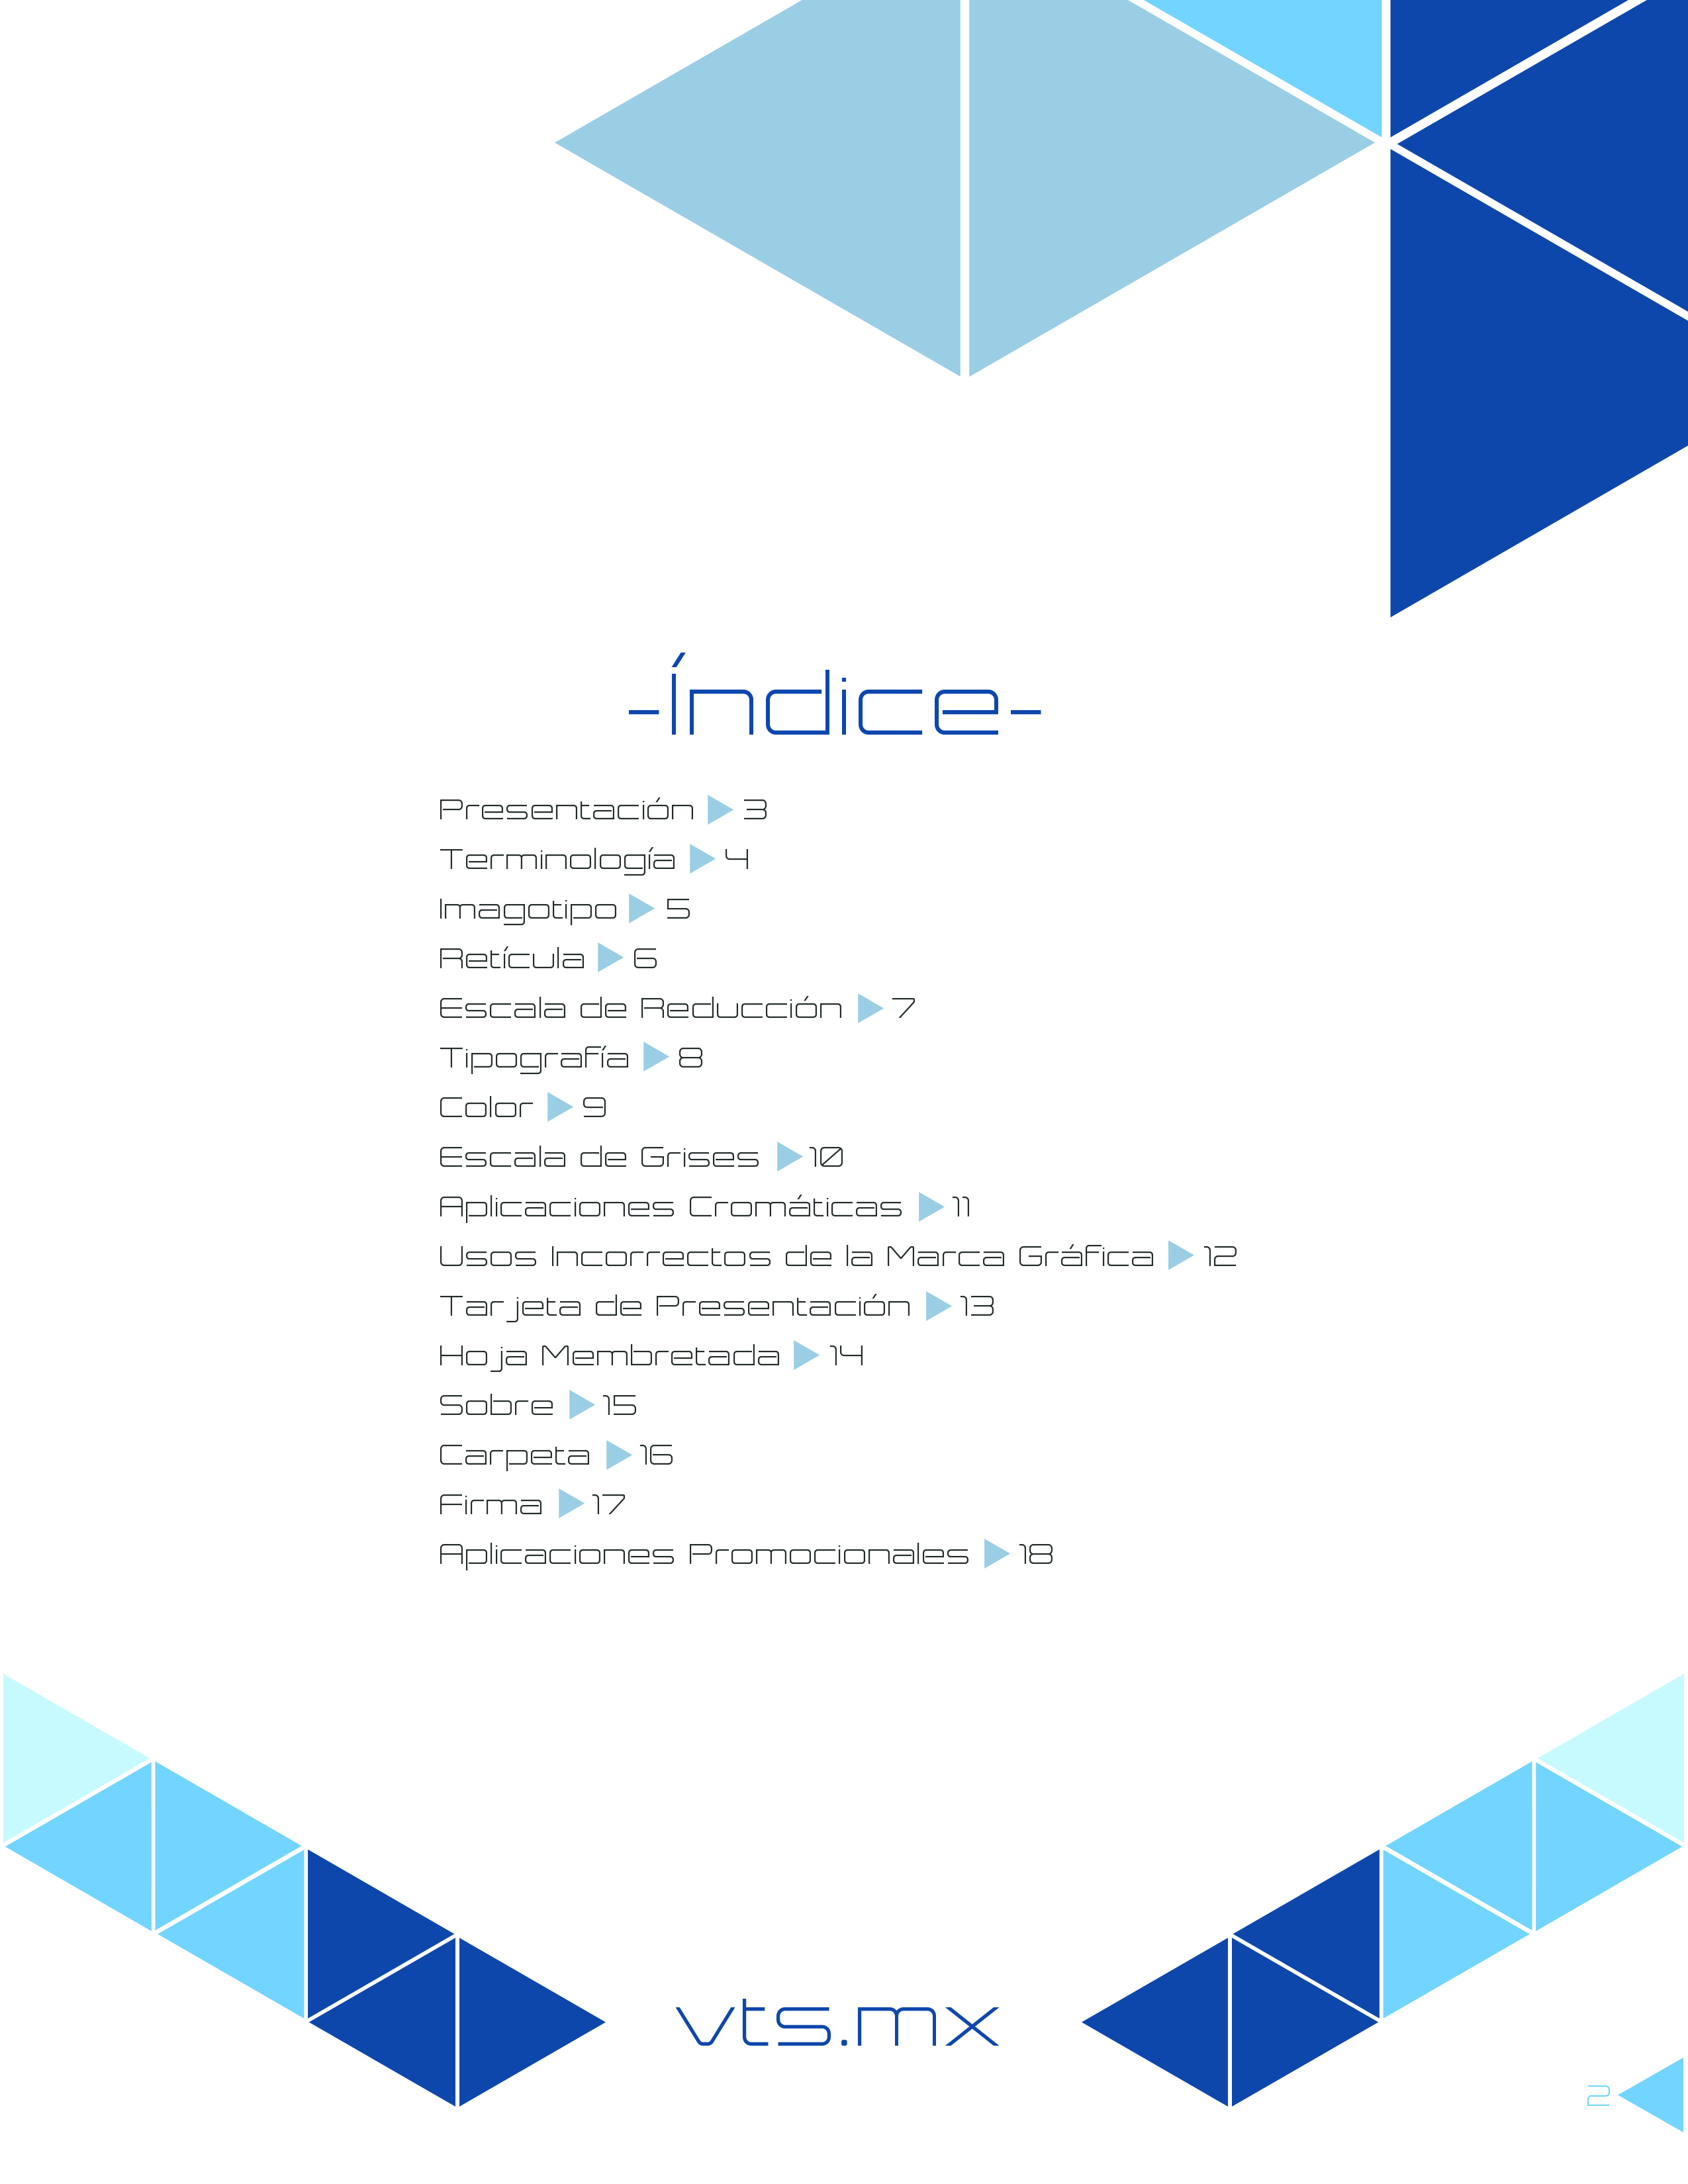 -Índice-
Presentación 3
Terminología 4
Imagotipo 5
Retícula 6
Escala de Reducción 7
Tipografía 8
Color 9
Escala de Grises 10
Aplicaciones Cromáticas 11
Usos Incorrectos de la Marca Gráfica 12
Tarjeta de Presentación 13
Hoja Membretada 14
Sobre 15
Carpeta 16
Firma 17
Aplicaciones Promocionales 18
vts.mx
2